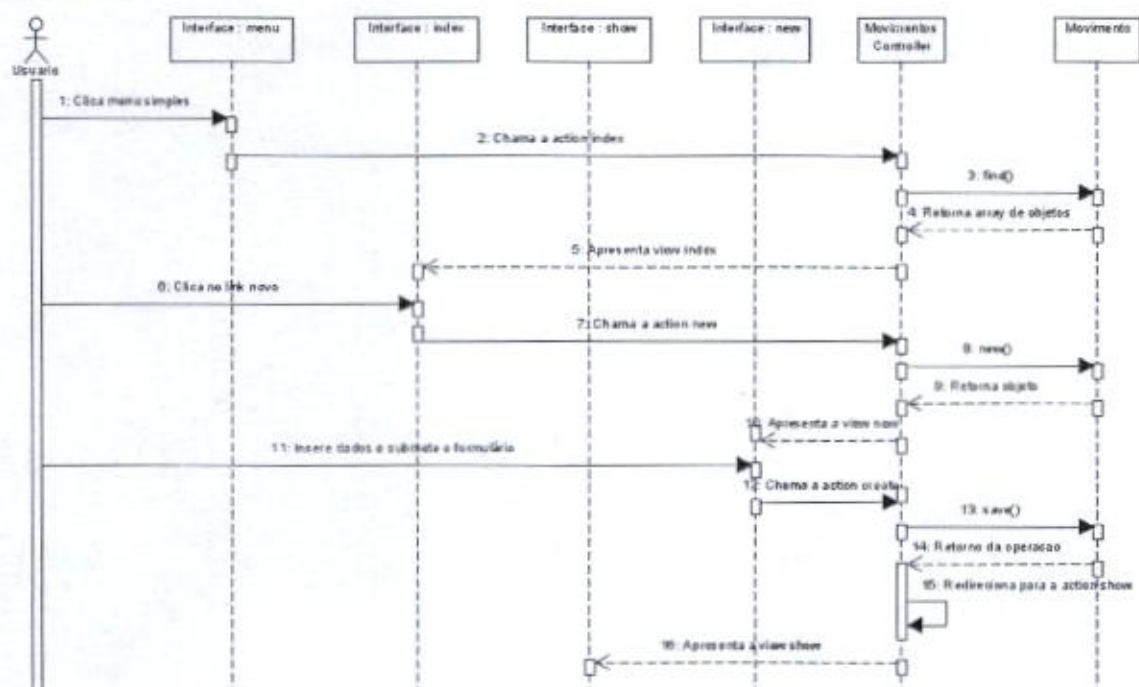 Interface : menu
Interface : index
Interface : show
Interface : new
Movimentos
Controller
Movimento
Usuario
1: Clica menu simples
2: Chama a action index
3: find()
4: Retorna array de objetos
5: Apresenta view index
6: Clica no link novo
7: Chama a action new
8: new()
9: Retorna objeto
10: Apresenta a view new
11: Insere dados e submete o formulário
12: Chama a action create
13: save()
14: Retorno da operacao
15: Redireciona para a action show
16: Apresenta a view show